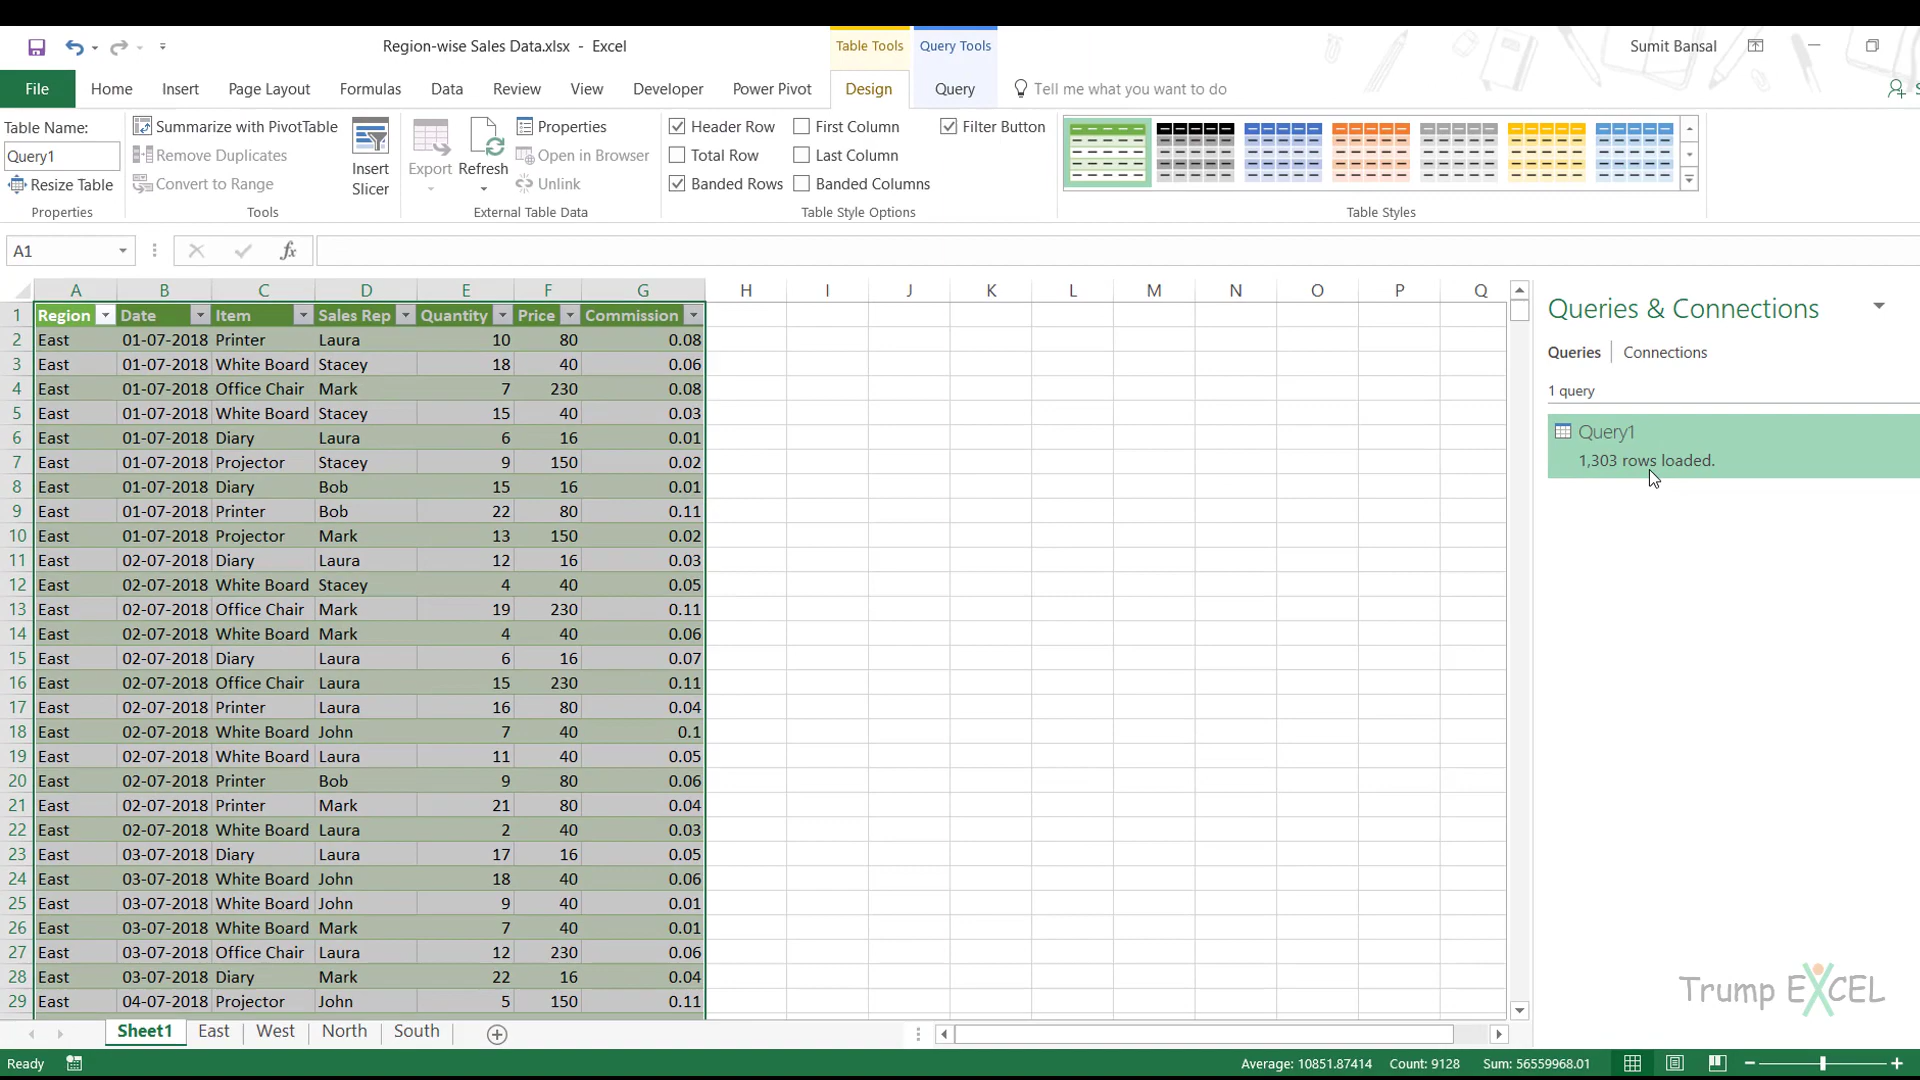 Region-wise Sales Data.xlsx - Excel
Table Tools
Query Tools
Sumit Bansal
File
Home
Insert
Page Layout
Formulas
Data
Review
View
Developer
Power Pivot
Design
Query
Tell me what you want to do
Table Name:
Query1
Resize Table
Properties
Summarize with PivotTable
Remove Duplicates
Convert to Range
Tools
Insert
Slicer
Export
Refresh
Properties
Open in Browser
Unlink
External Table Data
Header Row
Total Row
Banded Rows
First Column
Last Column
Banded Columns
Filter Button
Table Style Options
Table Styles
A1
fx
A B C D E F G H I J K L M N O P Q
1 Region Date Item Sales Rep Quantity Price Commission
2 East 01-07-2018 Printer Laura 10 80 0.08
3 East 01-07-2018 White Board Stacey 18 40 0.06
4 East 01-07-2018 Office Chair Mark 7 230 0.08
5 East 01-07-2018 White Board Stacey 15 40 0.03
6 East 01-07-2018 Diary Laura 6 16 0.01
7 East 01-07-2018 Projector Stacey 9 150 0.02
8 East 01-07-2018 Diary Bob 15 16 0.01
9 East 01-07-2018 Printer Bob 22 80 0.11
10 East 01-07-2018 Projector Mark 13 150 0.02
11 East 02-07-2018 Diary Laura 12 16 0.03
12 East 02-07-2018 White Board Stacey 4 40 0.05
13 East 02-07-2018 Office Chair Mark 19 230 0.11
14 East 02-07-2018 White Board Mark 4 40 0.06
15 East 02-07-2018 Diary Laura 6 16 0.07
16 East 02-07-2018 Office Chair Laura 15 230 0.11
17 East 02-07-2018 Printer Laura 16 80 0.04
18 East 02-07-2018 White Board John 7 40 0.1
19 East 02-07-2018 White Board Laura 11 40 0.05
20 East 02-07-2018 Printer Bob 9 80 0.06
21 East 02-07-2018 Printer Mark 21 80 0.04
22 East 02-07-2018 White Board Laura 2 40 0.03
23 East 03-07-2018 Diary Laura 17 16 0.05
24 East 03-07-2018 White Board John 18 40 0.06
25 East 03-07-2018 White Board John 9 40 0.01
26 East 03-07-2018 White Board Mark 7 40 0.01
27 East 03-07-2018 Office Chair Laura 12 230 0.06
28 East 03-07-2018 Diary Mark 22 16 0.04
29 East 04-07-2018 Projector John 5 150 0.11
Queries & Connections
Queries
Connections
1 query
Query1
1,303 rows loaded.
Trump EXCEL
Sheet1
East
West
North
South
Ready
Average: 10851.87414
Count: 9128
Sum: 56559968.01